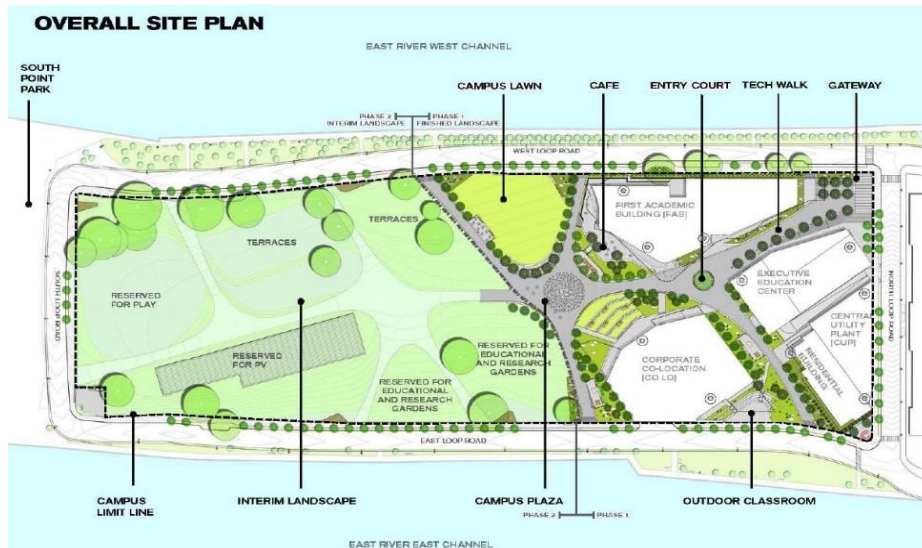 OVERALL SITE PLAN
EAST RIVER WEST CHANNEL
SOUTH
POINT
PARK
CAMPUS LAWN
CAFE
ENTRY COURT
TECH WALK
GATEWAY
PHASE 2
INTERIM LANDSCAPE
PHASE 1
FINISHED LANDSCAPE
WEST LOOP ROAD
FIRST ACADEMIC
BUILDING [FAB]
TERRACES
TERRACES
RESERVED
FOR PLAY
EXECUTIVE
EDUCATION
CENTER
CENTRAL
UTILITY
PLANT
[CUP]
SOUTH LOOP ROAD
NORTH LOOP ROAD
RESERVED
FOR PV
RESERVED FOR
EDUCATIONAL
AND RESEARCH
GARDENS
RESERVED FOR
EDUCATIONAL
AND RESEARCH
GARDENS
CORPORATE
CO-LOCATION
[CO LO]
RESIDENTIAL
BUILDING
EAST LOOP ROAD
CAMPUS
LIMIT LINE
INTERIM LANDSCAPE
CAMPUS PLAZA
OUTDOOR CLASSROOM
PHASE 2
PHASE 1
EAST RIVER EAST CHANNEL